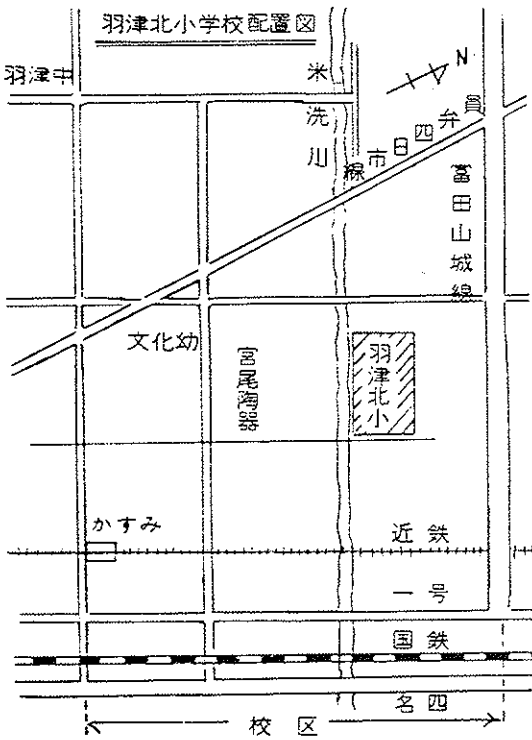 羽津北小学校配置図
N
羽津中
米洗川
員弁四日市線
富田山城線
文化幼
宮尾陶器
羽津北小
かすみ
近鉄
一号
国鉄
名四
校区